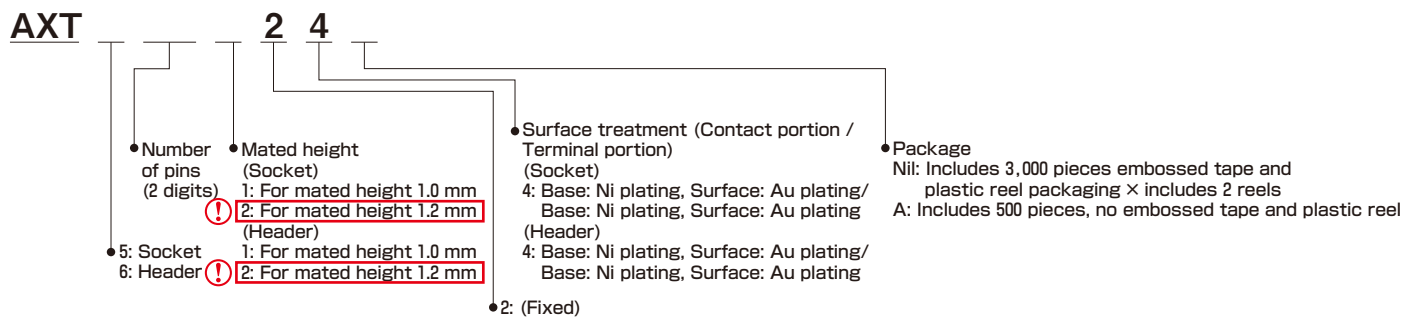 AXT 2 4
5: Socket
6: Header
Number
of pins
(2 digits)
Mated height
(Socket)
1: For mated height 1.0 mm
! 2: For mated height 1.2 mm
(Header)
1: For mated height 1.0 mm
! 2: For mated height 1.2 mm
2: (Fixed)
Surface treatment (Contact portion /
Terminal portion)
(Socket)
4: Base: Ni plating, Surface: Au plating/
Base: Ni plating, Surface: Au plating
(Header)
4: Base: Ni plating, Surface: Au plating/
Base: Ni plating, Surface: Au plating
Package
Nil: Includes 3,000 pieces embossed tape and
plastic reel packaging × includes 2 reels
A: Includes 500 pieces, no embossed tape and plastic reel